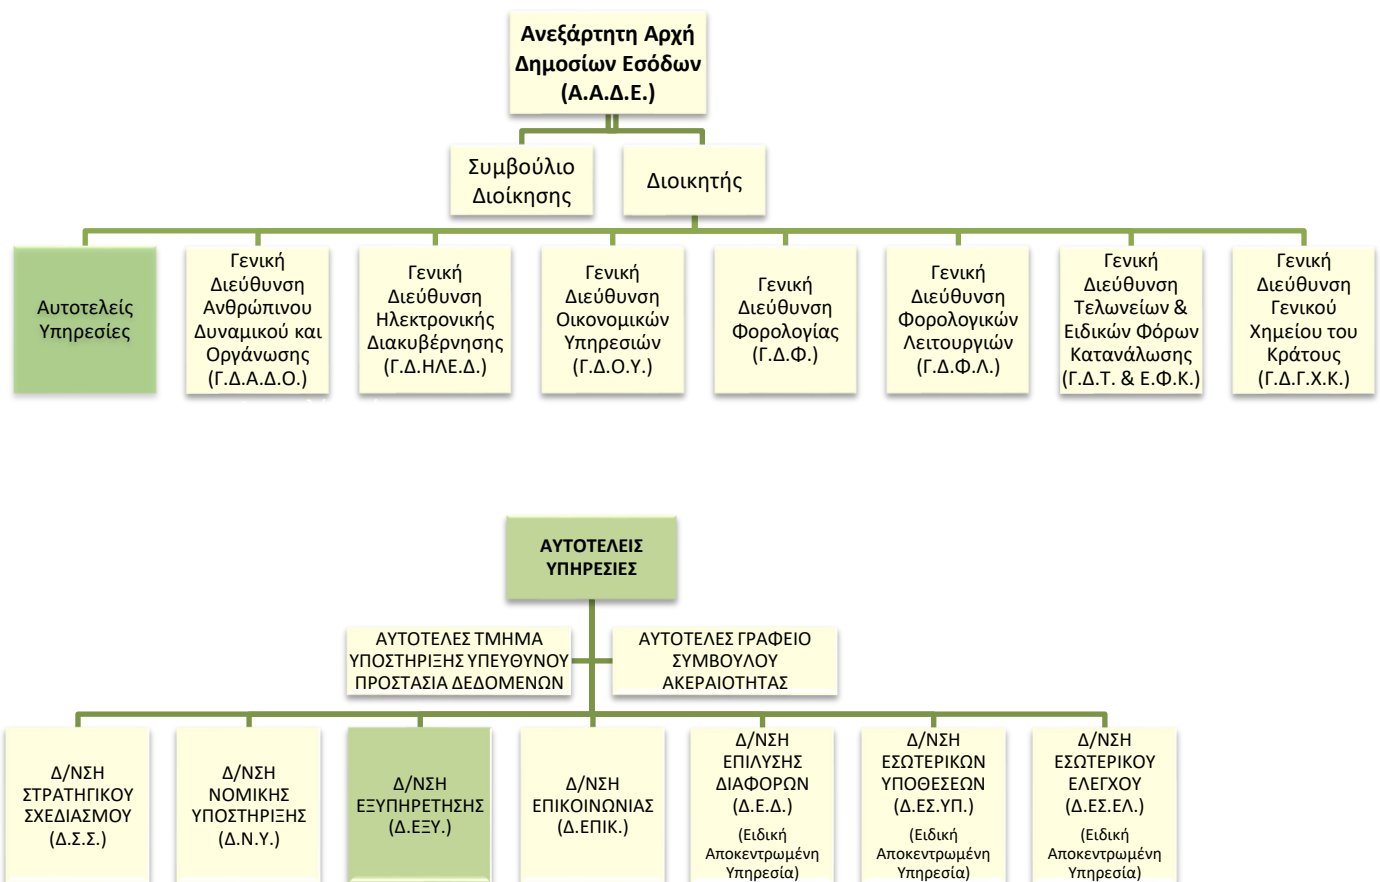 Ανεξάρτητη Αρχή
Δημοσίων Εσόδων
(Α.Α.Δ.Ε.)
Συμβούλιο
Διοίκησης
Διοικητής
Αυτοτελείς
Υπηρεσίες
Γενική
Διεύθυνση
Ανθρώπινου
Δυναμικού και
Οργάνωσης
(Γ.Δ.Α.Δ.Ο.)
Γενική
Διεύθυνση
Ηλεκτρονικής
Διακυβέρνησης
(Γ.Δ.ΗΛΕ.Δ.)
Γενική
Διεύθυνση
Οικονομικών
Υπηρεσιών
(Γ.Δ.Ο.Υ.)
Γενική
Διεύθυνση
Φορολογίας
(Γ.Δ.Φ.)
Γενική
Διεύθυνση
Φορολογικών
Λειτουργιών
(Γ.Δ.Φ.Λ.)
Γενική
Διεύθυνση
Τελωνείων &
Ειδικών Φόρων
Κατανάλωσης
(Γ.Δ.Τ. & Ε.Φ.Κ.)
Γενική
Διεύθυνση
Γενικού
Χημείου του
Κράτους
(Γ.Δ.Γ.Χ.Κ.)
ΑΥΤΟΤΕΛΕΙΣ
ΥΠΗΡΕΣΙΕΣ
ΑΥΤΟΤΕΛΕΣ ΤΜΗΜΑ
ΥΠΟΣΤΗΡΙΞΗΣ ΥΠΕΥΘΥΝΟΥ
ΠΡΟΣΤΑΣΙΑ ΔΕΔΟΜΕΝΩΝ
ΑΥΤΟΤΕΛΕΣ ΓΡΑΦΕΙΟ
ΣΥΜΒΟΥΛΟΥ
ΑΚΕΡΑΙΟΤΗΤΑΣ
Δ/ΝΣΗ
ΣΤΡΑΤΗΓΙΚΟΥ
ΣΧΕΔΙΑΣΜΟΥ
(Δ.Σ.Σ.)
Δ/ΝΣΗ
ΝΟΜΙΚΗΣ
ΥΠΟΣΤΗΡΙΞΗΣ
(Δ.Ν.Υ.)
Δ/ΝΣΗ
ΕΞΥΠΗΡΕΤΗΣΗΣ
(Δ.ΕΞΥ.)
Δ/ΝΣΗ
ΕΠΙΚΟΙΝΩΝΙΑΣ
(Δ.ΕΠΙΚ.)
Δ/ΝΣΗ
ΕΠΙΛΥΣΗΣ
ΔΙΑΦΟΡΩΝ
(Δ.Ε.Δ.)
(Ειδική
Αποκεντρωμένη
Υπηρεσία)
Δ/ΝΣΗ
ΕΣΩΤΕΡΙΚΩΝ
ΥΠΟΘΕΣΕΩΝ
(Δ.ΕΣ.ΥΠ.)
(Ειδική
Αποκεντρωμένη
Υπηρεσία)
Δ/ΝΣΗ
ΕΣΩΤΕΡΙΚΟΥ
ΕΛΕΓΧΟΥ
(Δ.ΕΣ.ΕΛ.)
(Ειδική
Αποκεντρωμένη
Υπηρεσία)